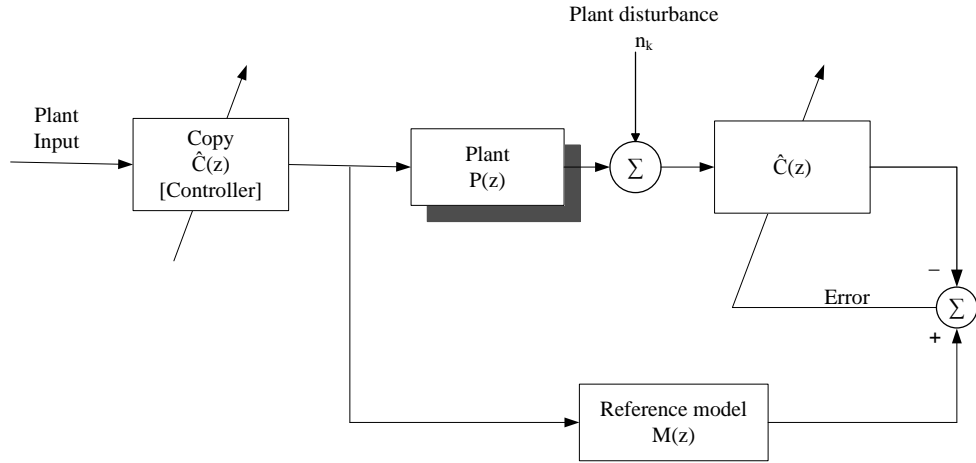 Plant disturbance
n_k
Plant
Input
Copy
Ĉ(z)
[Controller]
Plant
P(z)
Σ
Ĉ(z)
−
Error
Σ
+
Reference model
M(z)